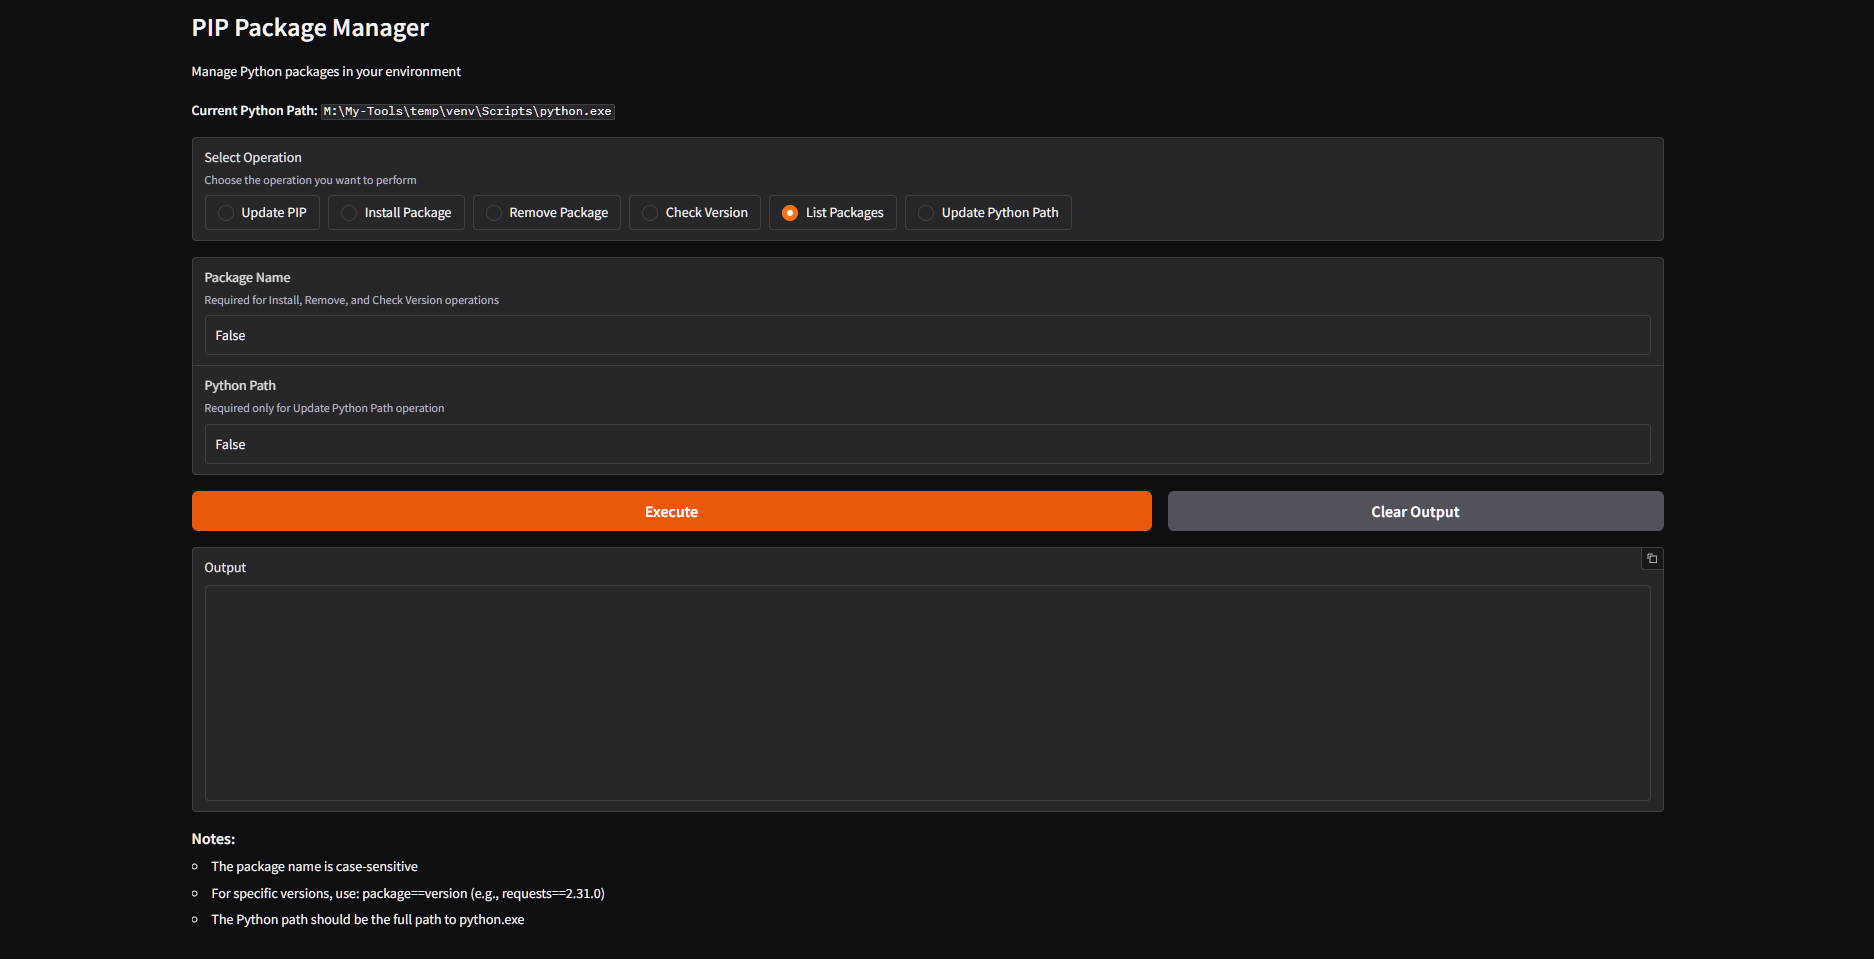 PIP Package Manager
Manage Python packages in your environment
Current Python Path: M:\My-Tools\temp\venv\Scripts\python.exe
Select Operation
Choose the operation you want to perform
Update PIP Install Package Remove Package Check Version List Packages Update Python Path
Package Name
Required for Install, Remove, and Check Version operations
False
Python Path
Required only for Update Python Path operation
False
Execute Clear Output
Output
Notes:
The package name is case-sensitive
For specific versions, use: package==version (e.g., requests==2.31.0)
The Python path should be the full path to python.exe